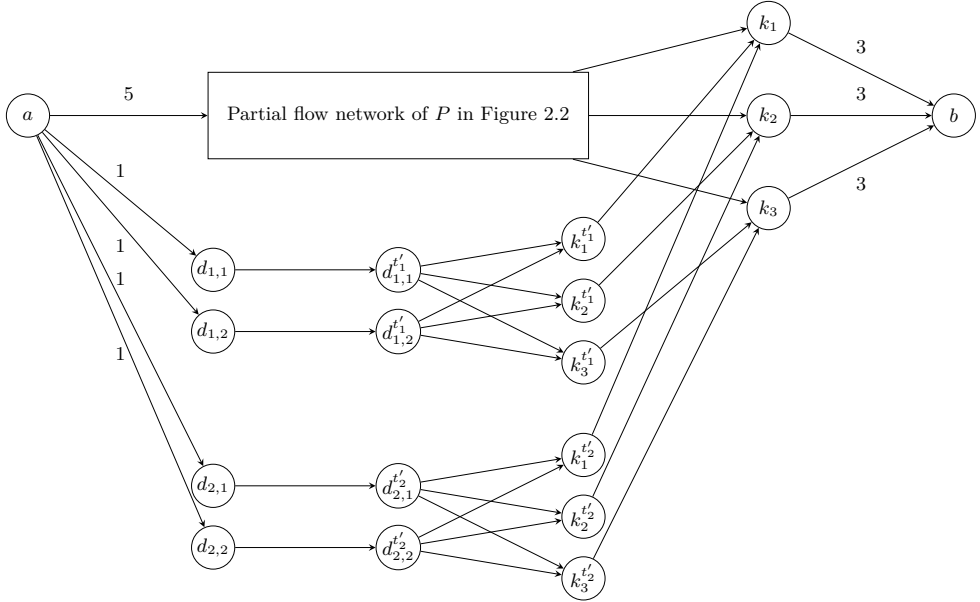 k₁
3
a
5
Partial flow network of P in Figure 2.2
k₂
3
b
1
k₃
3
1
1
1
d₁,₁
d₁,₁^{t′₁}
k₁^{t′₁}
d₁,₂
d₁,₂^{t′₁}
k₂^{t′₁}
k₃^{t′₁}
d₂,₁
d₂,₁^{t′₂}
k₁^{t′₂}
d₂,₂
d₂,₂^{t′₂}
k₂^{t′₂}
k₃^{t′₂}